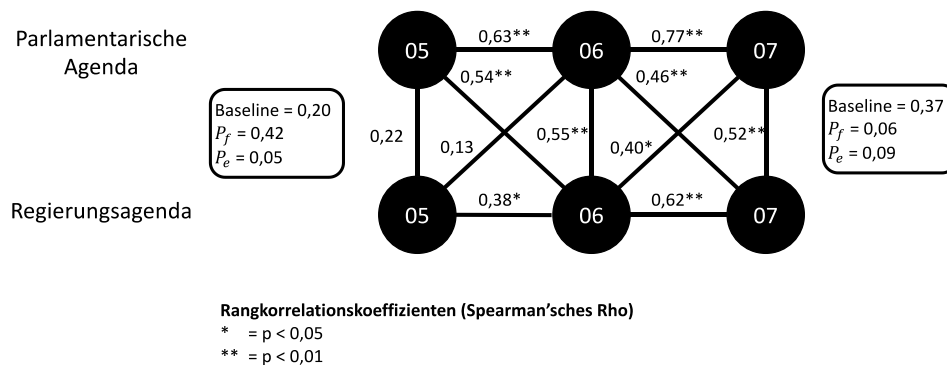 Parlamentarische
Agenda
05 0,63** 06 0,77** 07
0,54** 0,46**
Baseline = 0,20
P_f = 0,42
P_e = 0,05
0,22 0,13 0,55** 0,40* 0,52**
Baseline = 0,37
P_f = 0,06
P_e = 0,09
Regierungsagenda
05 0,38* 06 0,62** 07
Rangkorrelationskoeffizienten (Spearman’sches Rho)
* = p < 0,05
** = p < 0,01